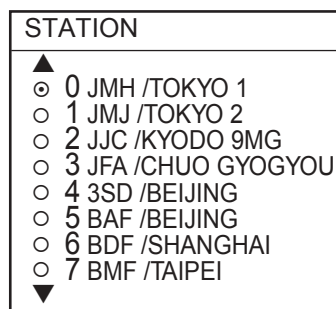 STATION
0 JMH /TOKYO 1
1 JMJ /TOKYO 2
2 JJC /KYODO 9MG
3 JFA /CHUO GYOGYOU
4 3SD /BEIJING
5 BAF /BEIJING
6 BDF /SHANGHAI
7 BMF /TAIPEI